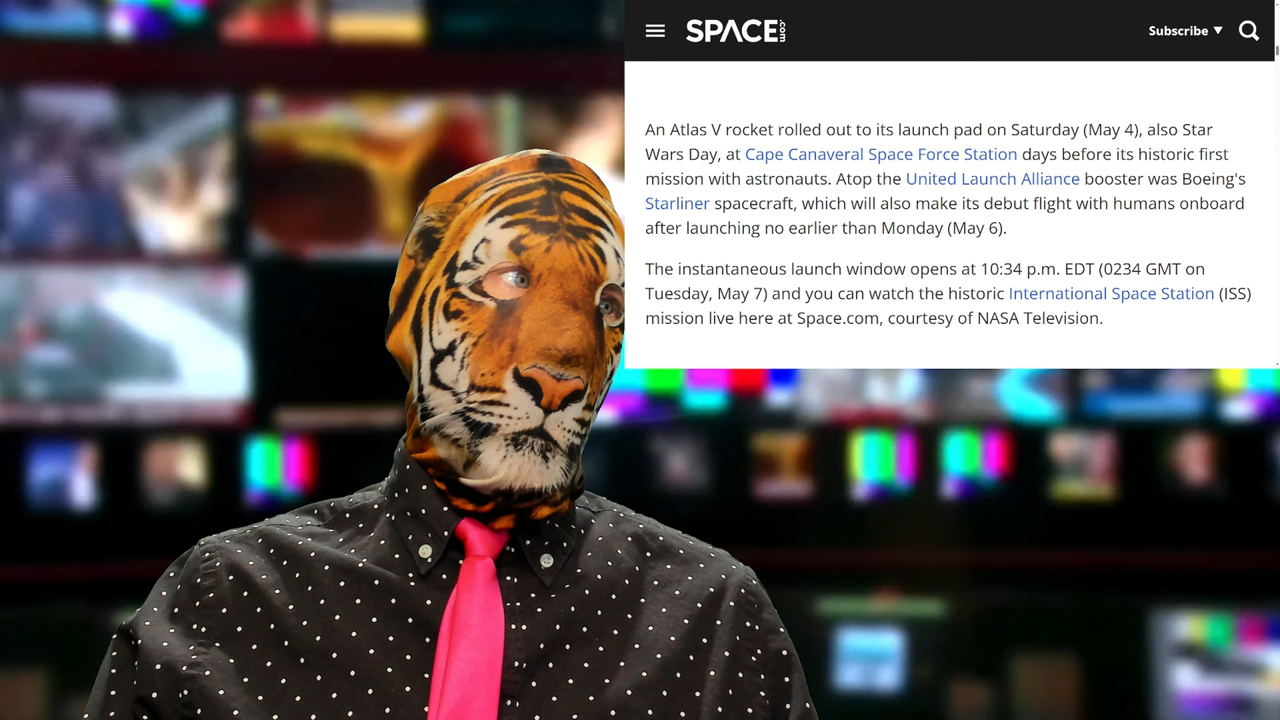 SPACE.com
Subscribe
An Atlas V rocket rolled out to its launch pad on Saturday (May 4), also Star
Wars Day, at Cape Canaveral Space Force Station days before its historic first
mission with astronauts. Atop the United Launch Alliance booster was Boeing's
Starliner spacecraft, which will also make its debut flight with humans onboard
after launching no earlier than Monday (May 6).
The instantaneous launch window opens at 10:34 p.m. EDT (0234 GMT on
Tuesday, May 7) and you can watch the historic International Space Station (ISS)
mission live here at Space.com, courtesy of NASA Television.